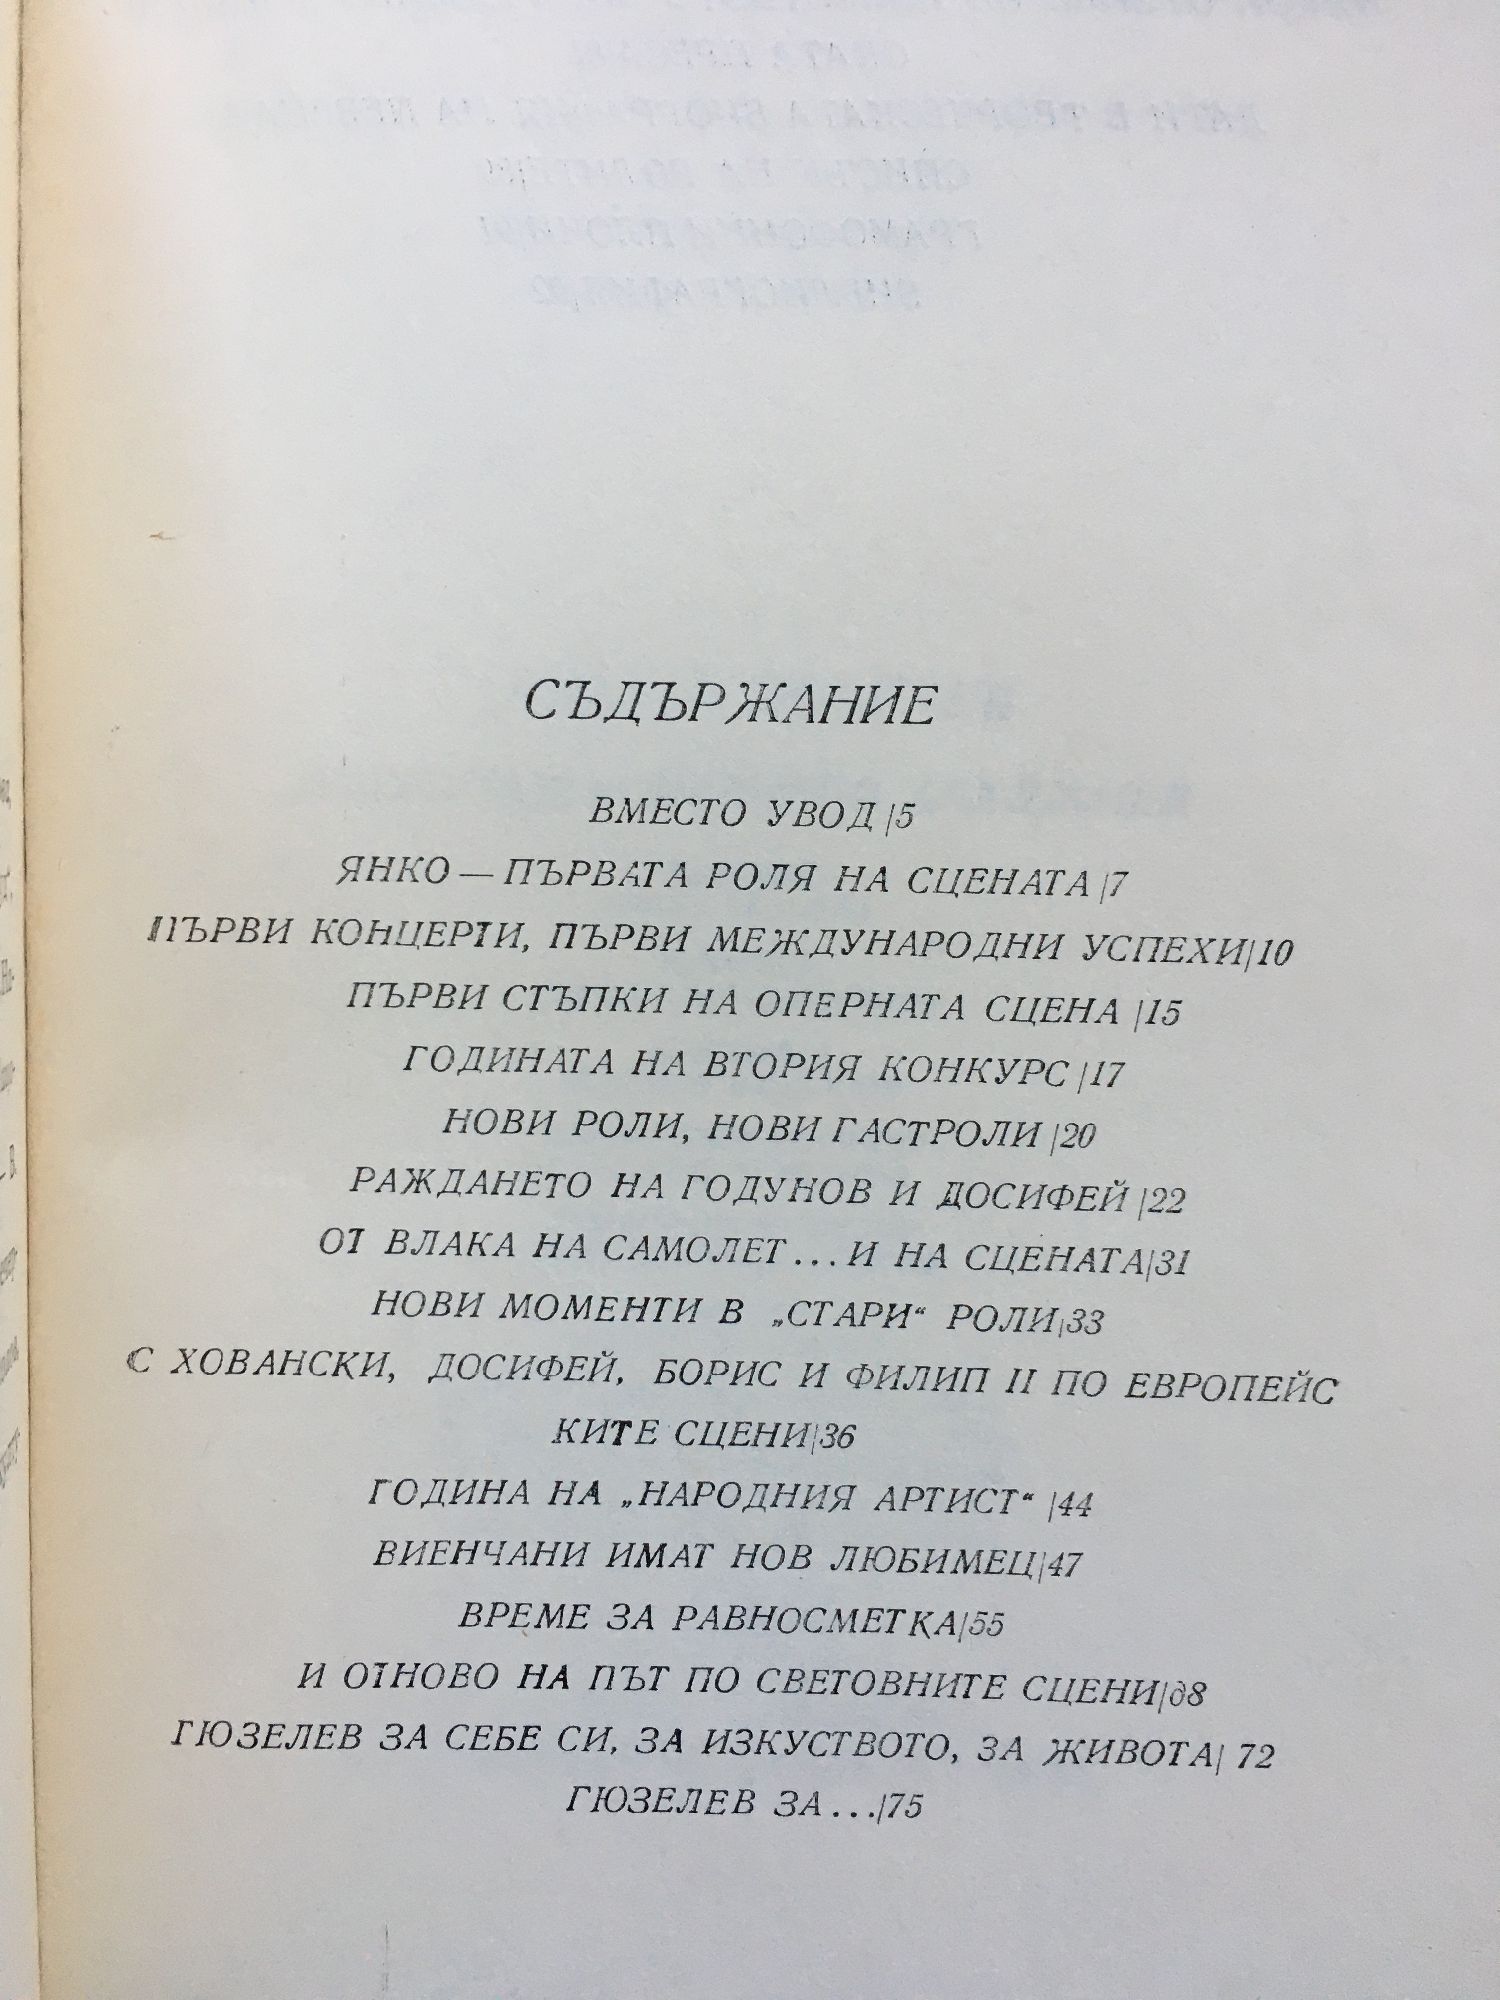 СЪДЪРЖАНИЕ
ВМЕСТО УВОД |5
ЯНКО — ПЪРВАТА РОЛЯ НА СЦЕНАТА |7
ПЪРВИ КОНЦЕРТИ, ПЪРВИ МЕЖДУНАРОДНИ УСПЕХИ|10
ПЪРВИ СТЪПКИ НА ОПЕРНАТА СЦЕНА |15
ГОДИНАТА НА ВТОРИЯ КОНКУРС |17
НОВИ РОЛИ, НОВИ ГАСТРОЛИ |20
РАЖДАНЕТО НА ГОДУНОВ И ДОСИФЕЙ |22
ОТ ВЛАКА НА САМОЛЕТ ... И НА СЦЕНАТА|31
НОВИ МОМЕНТИ В „СТАРИ“ РОЛИ|33
С ХОВАНСКИ, ДОСИФЕЙ, БОРИС И ФИЛИП II ПО ЕВРОПЕЙС
КИТЕ СЦЕНИ|36
ГОДИНА НА „НАРОДНИЯ АРТИСТ“ |44
ВИЕНЧАНИ ИМАТ НОВ ЛЮБИМЕЦ|47
ВРЕМЕ ЗА РАВНОСМЕТКА|55
И ОТНОВО НА ПЪТ ПО СВЕТОВНИТЕ СЦЕНИ|д8
ГЮЗЕЛЕВ ЗА СЕБЕ СИ, ЗА ИЗКУСТВОТО, ЗА ЖИВОТА| 72
ГЮЗЕЛЕВ ЗА ...|75